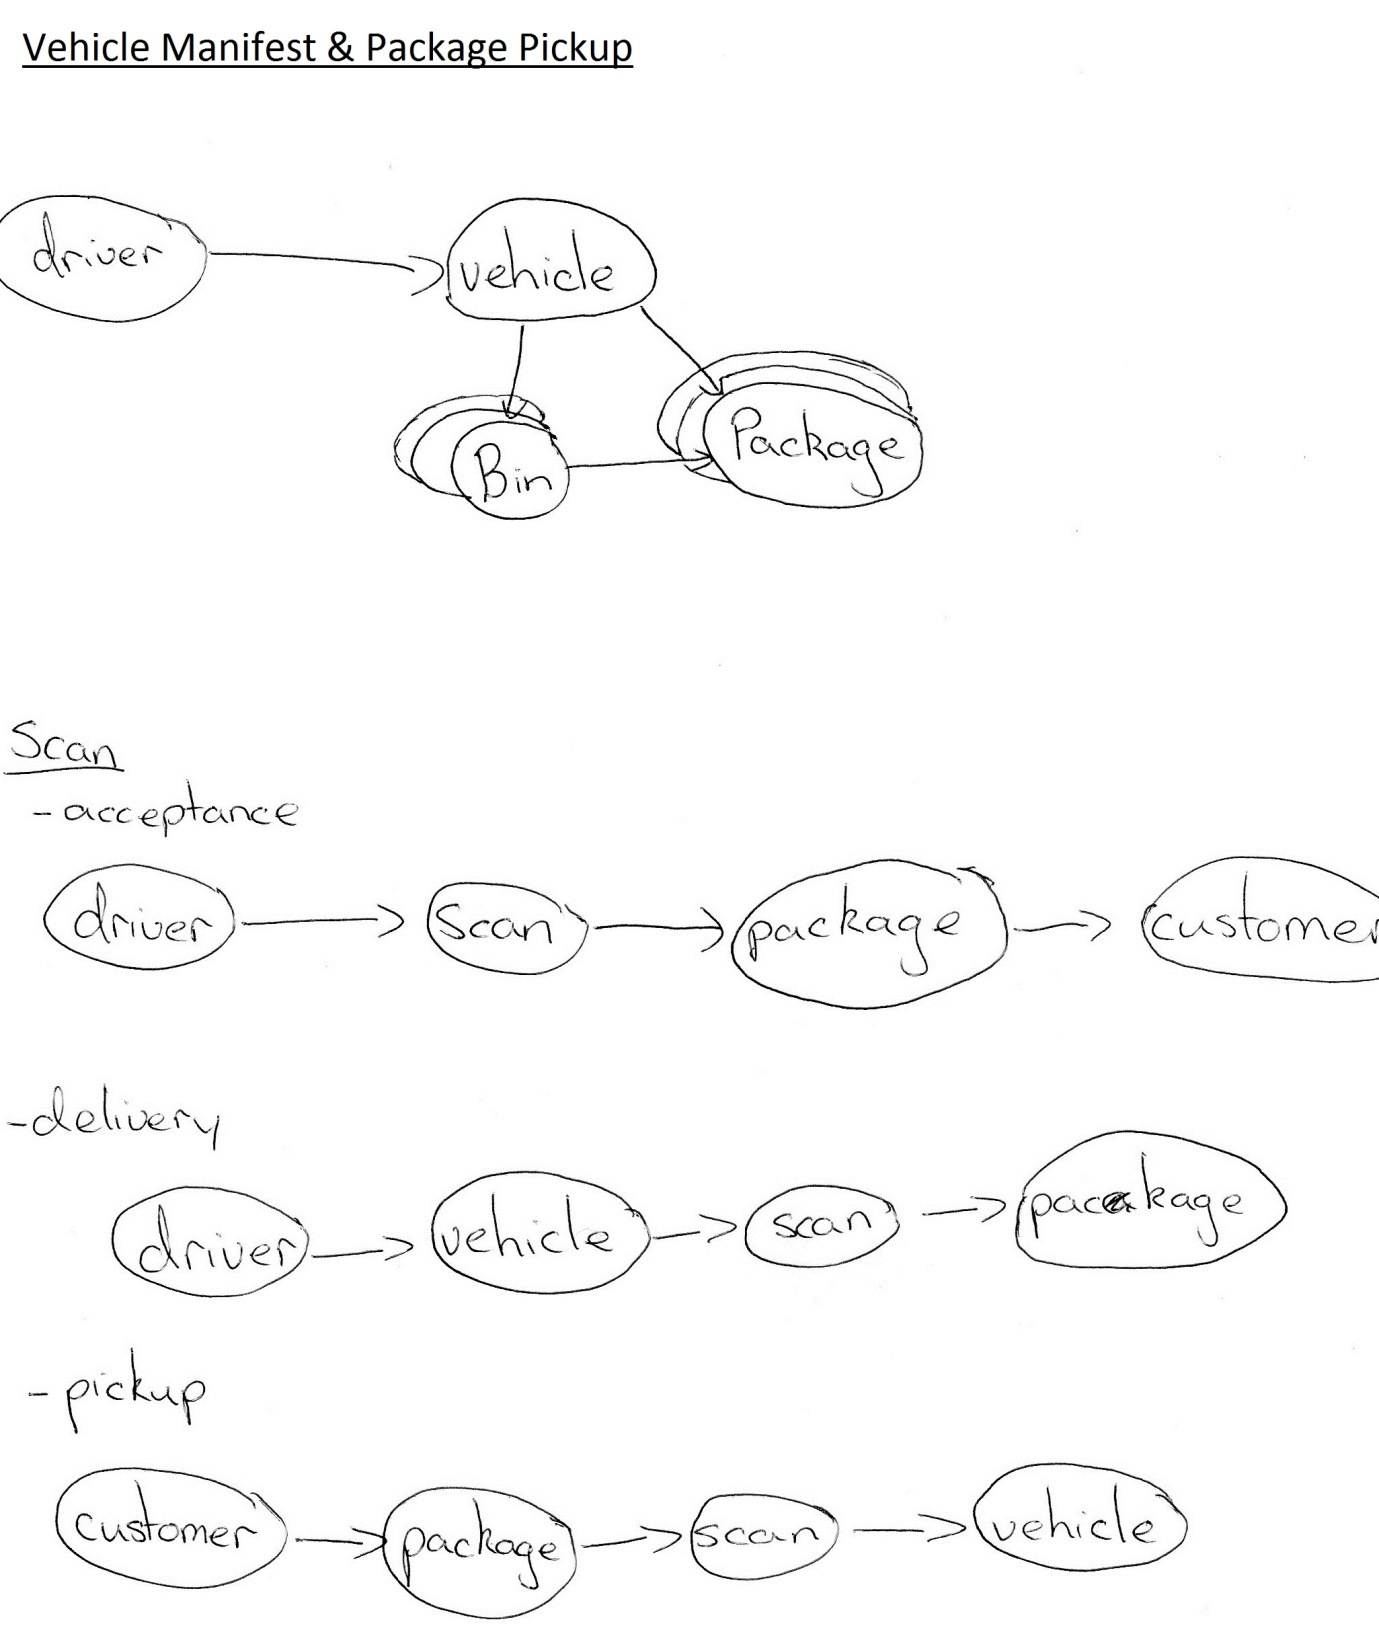 Vehicle Manifest & Package Pickup
driver
vehicle
Bin
Package
Scan
- acceptance
driver
Scan
package
customer
- delivery
driver
vehicle
scan
package
- pickup
customer
package
scan
vehicle